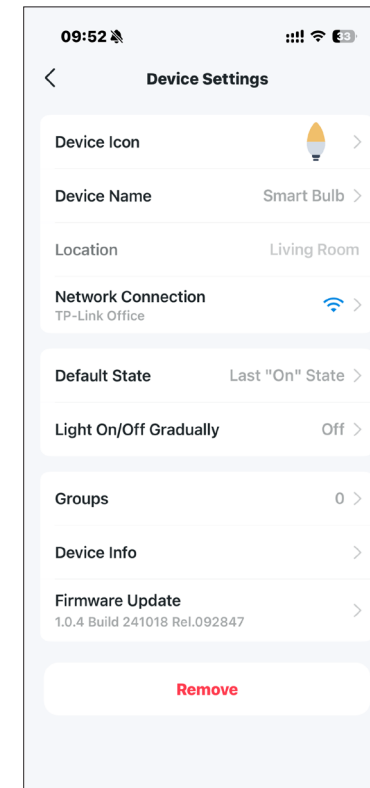 09:52
33
Device Settings
Device Icon
Device Name Smart Bulb
Location Living Room
Network Connection
TP-Link Office
Default State Last "On" State
Light On/Off Gradually Off
Groups 0
Device Info
Firmware Update
1.0.4 Build 241018 Rel.092847
Remove